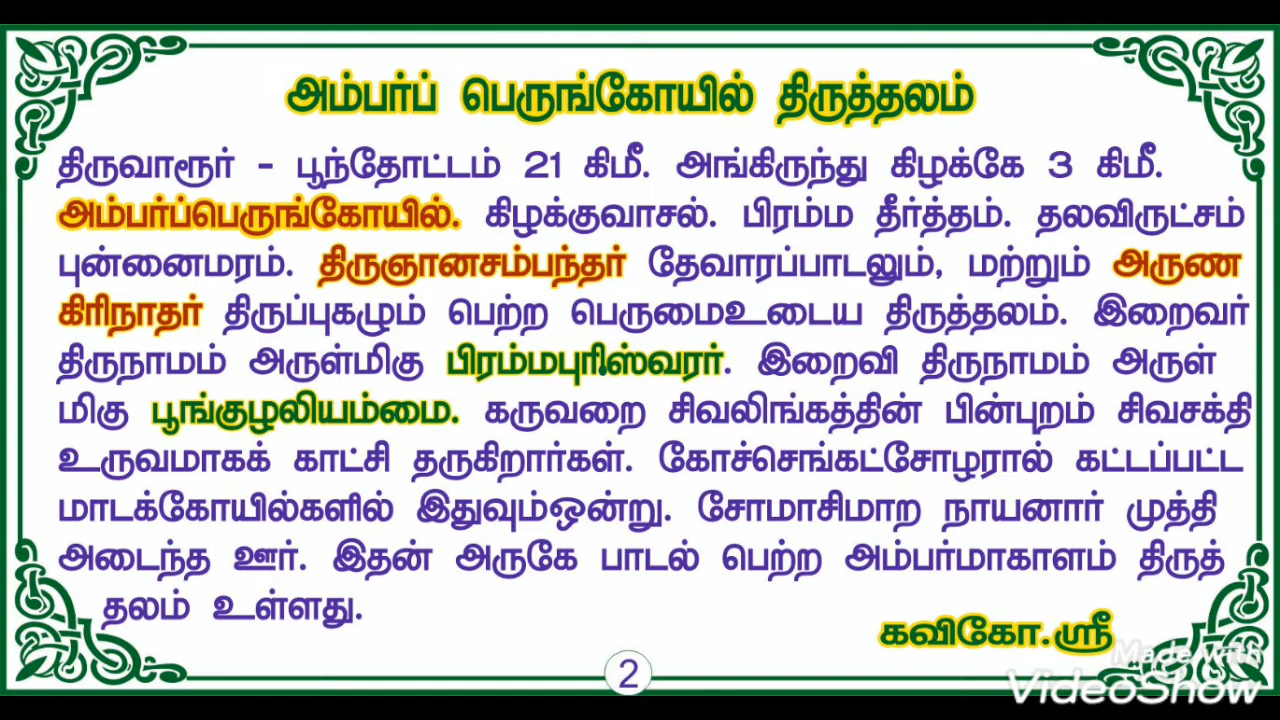 அம்பர்ப் பெருங்கோயில் திருத்தலம்
திருவாரூர் - பூந்தோட்டம் 21 கிமீ. அங்கிருந்து கிழக்கே 3 கிமீ.
அம்பர்ப்பெருங்கோயில். கிழக்குவாசல். பிரம்ம தீர்த்தம். தலவிருட்சம்
புன்னைமரம். திருஞானசம்பந்தர் தேவாரப்பாடலும், மற்றும் அருண
கிரிநாதர் திருப்புகழும் பெற்ற பெருமைஉடைய திருத்தலம். இறைவர்
திருநாமம் அருள்மிகு பிரம்மபுரிஸ்வரர். இறைவி திருநாமம் அருள்
மிகு பூங்குழலியம்மை. கருவறை சிவலிங்கத்தின் பின்புறம் சிவசக்தி
உருவமாகக் காட்சி தருகிறார்கள். கோச்செங்கட்சோழரால் கட்டப்பட்ட
மாடக்கோயில்களில் இதுவும்ஒன்று. சோமாசிமாற நாயனார் முத்தி
அடைந்த ஊர். இதன் அருகே பாடல் பெற்ற அம்பர்மாகாளம் திருத்
தலம் உள்ளது.
கவிகோ.ஸ்ரீ
2
Made with
VideoShow